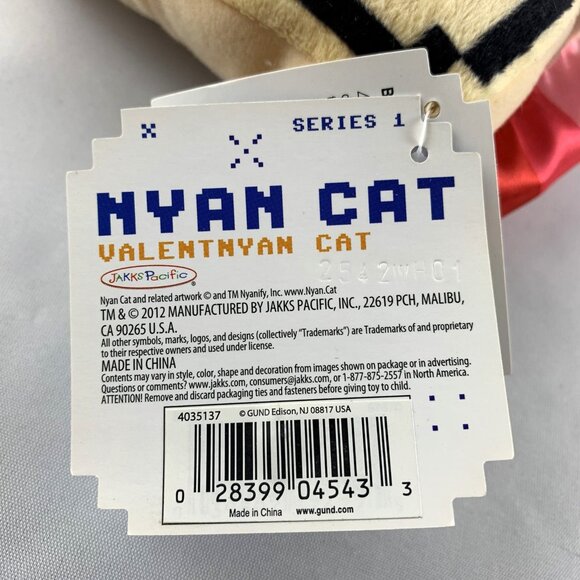 SERIES 1
NYAN CAT
VALENTNYAN CAT
2542WH01
JAKKS Pacific
Nyan Cat and related artwork © and TM Nyanify, Inc. www.Nyan.Cat
TM & © 2012 MANUFACTURED BY JAKKS PACIFIC, INC., 22619 PCH, MALIBU,
CA 90265 U.S.A.
All other symbols, marks, logos, and designs (collectively "Trademarks") are Trademarks of and proprietary
to their respective owners and used under license.
MADE IN CHINA
Contents may vary in style, color, shape and decoration from images shown on package or in advertising.
Questions or comments? www.jakks.com, consumers@jakks.com, or 1-877-875-2557 in North America.
ATTENTION! Remove and discard packaging ties and fasteners before giving toy to child.
4035137 © GUND Edison, NJ 08817 USA
0 28399 04543 3
Made in China www.gund.com